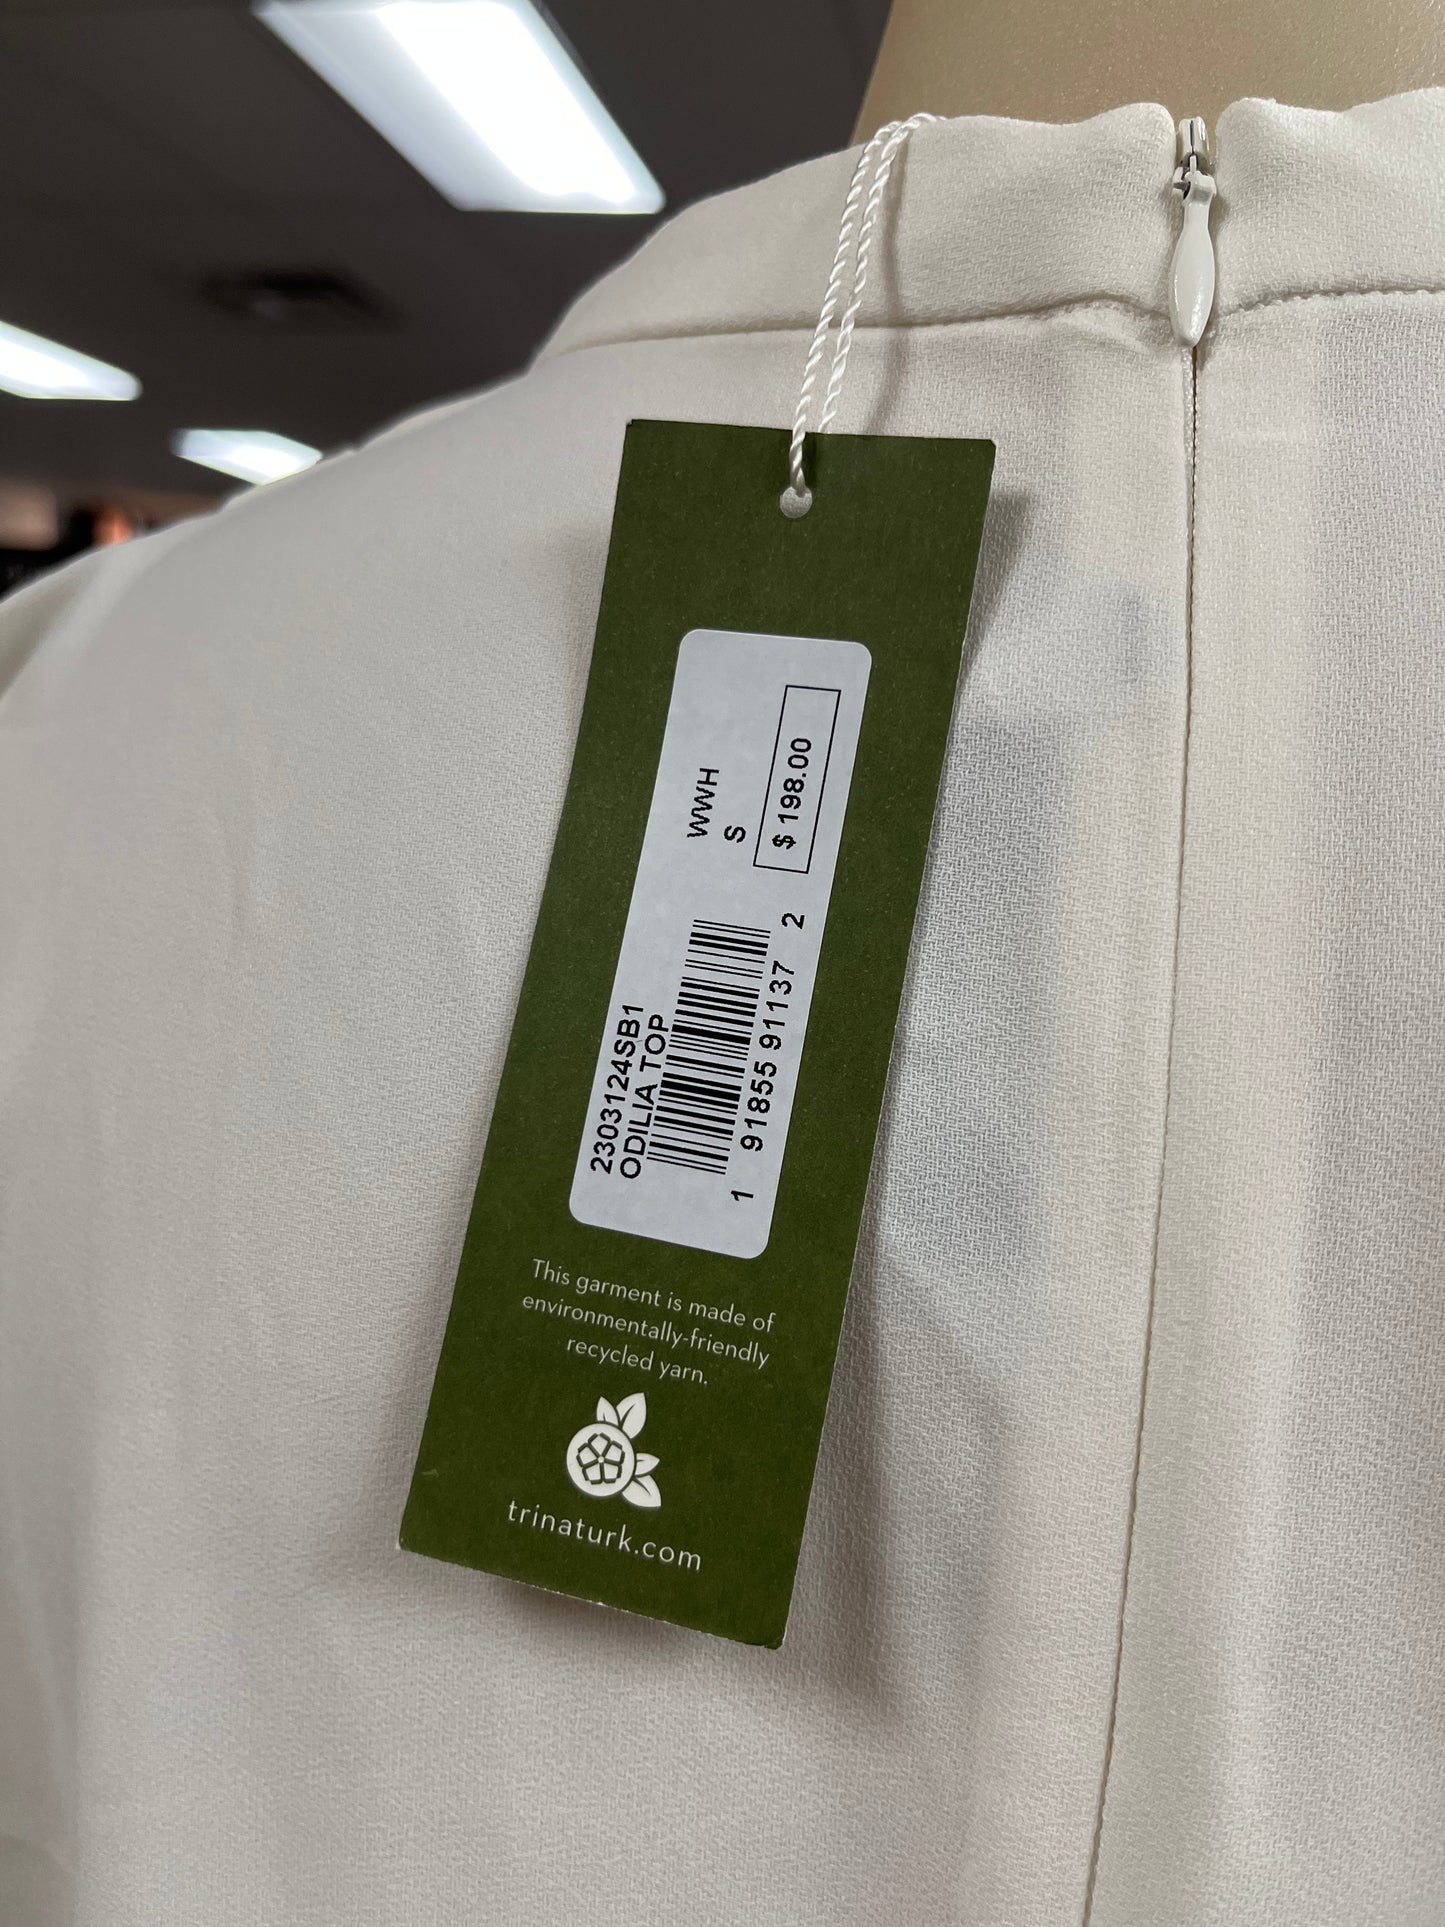 2303124SB1
ODILIA TOP
WWH
S
$ 198.00
1 91855 91137 2
This garment is made of
environmentally-friendly
recycled yarn.
trinaturk.com